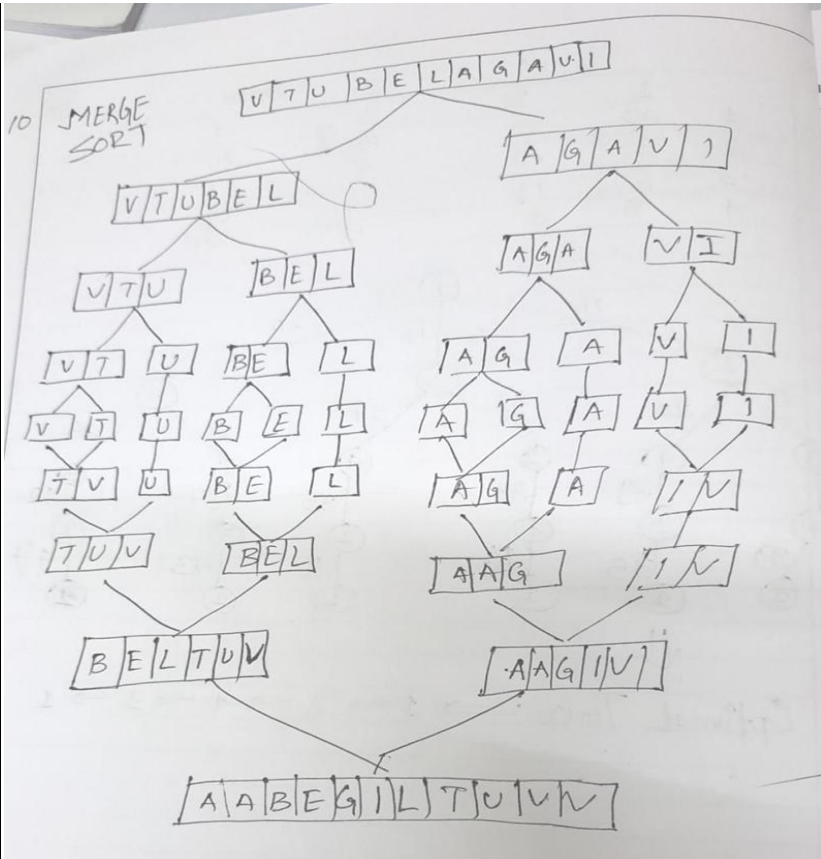 V T U B E L A G A V I
10 MERGE
SORT
A G A V I
V T U B E L
A G A V I
V T U B E L
V T U B E L A G A V I
V T U B E L A G A V I
T V U B E L A G A I V
T U V B E L A A G I V
B E L T U V A A G I V
A A B E G I L T U V V